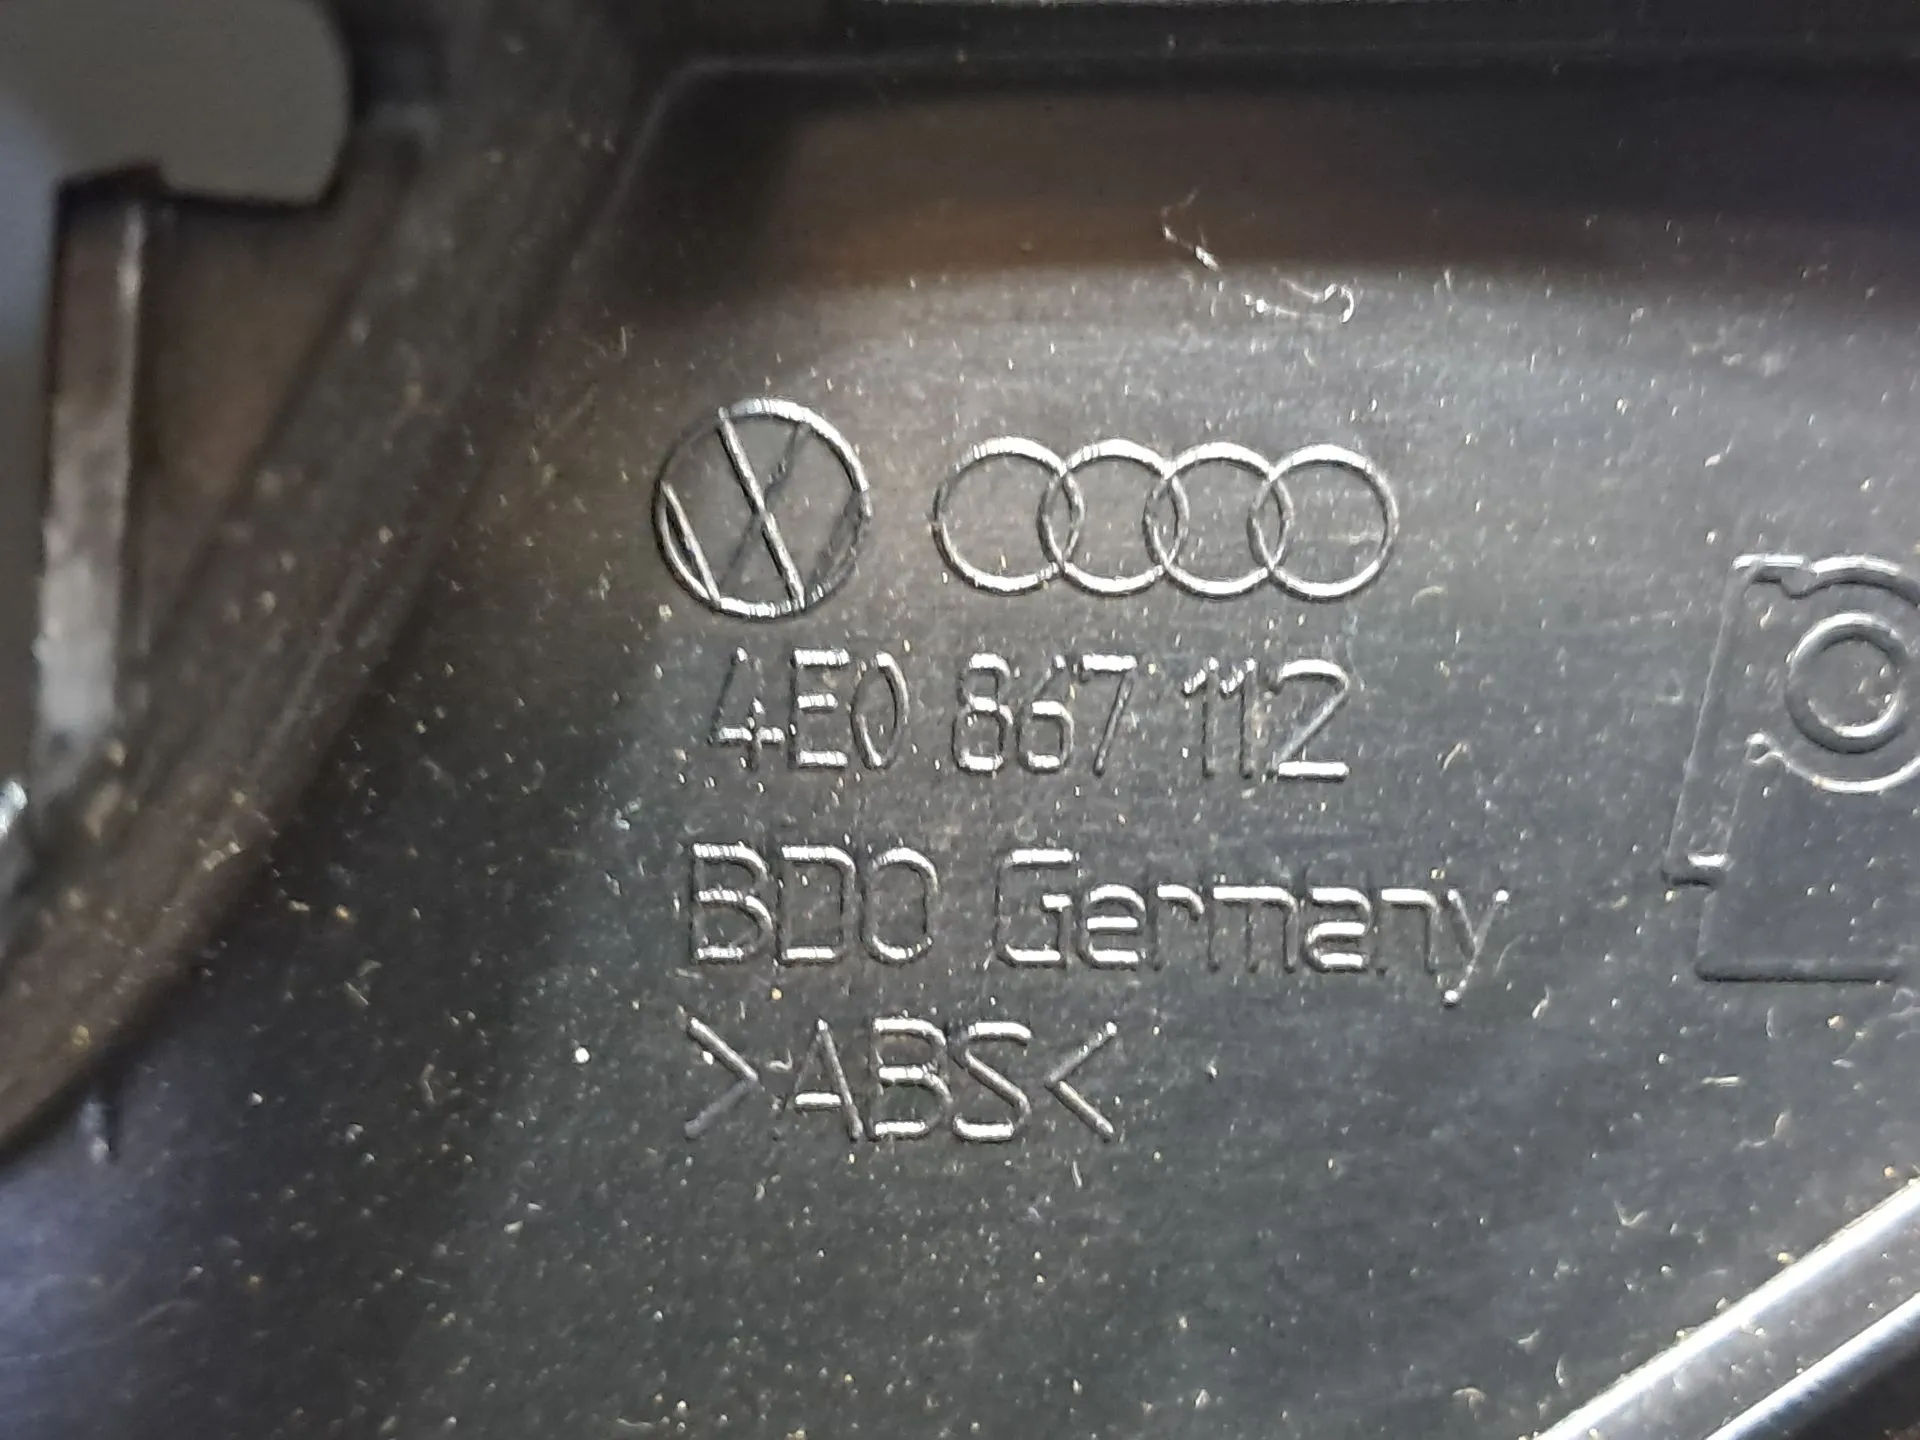 4E0 867 112
BDO Germany
>ABS<